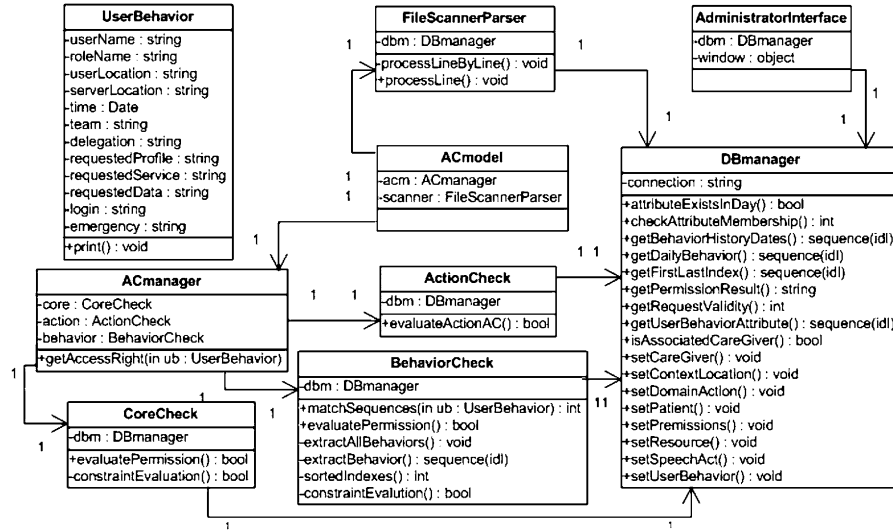 UserBehavior
-userName : string
-roleName : string
-userLocation : string
-serverLocation : string
-time : Date
-team : string
-delegation : string
-requestedProfile : string
-requestedService : string
-requestedData : string
-login : string
-emergency : string
+print() : void
FileScannerParser
-dbm : DBmanager
-processLineByLine() : void
+processLine() : void
1
1
AdministratorInterface
-dbm : DBmanager
-window : object
1
1
1
ACmodel
-acm : ACmanager
-scanner : FileScannerParser
1
1
1
DBmanager
-connection : string
+attributeExistsInDay() : bool
+checkAttributeMembership() : int
+getBehaviorHistoryDates() : sequence(idl)
+getDailyBehavior() : sequence(idl)
+getFirstLastIndex() : sequence(idl)
+getPermissionResult() : string
+getRequestValidity() : int
+getUserBehaviorAttribute() : sequence(idl)
+isAssociatedCareGiver() : bool
+setCareGiver() : void
+setContextLocation() : void
+setDomainAction() : void
+setPatient() : void
+setPremissions() : void
+setResource() : void
+setSpeechAct() : void
+setUserBehavior() : void
ACmanager
-core : CoreCheck
-action : ActionCheck
-behavior : BehaviorCheck
+getAccessRight(in ub : UserBehavior)
1
1
ActionCheck
-dbm : DBmanager
+evaluateActionAC() : bool
1 1
BehaviorCheck
-dbm : DBmanager
+matchSequences(in ub : UserBehavior) : int
+evaluatePermission() : bool
-extractAllBehaviors() : void
-extractBehavior() : sequence(idl)
-sortedIndexes() : int
-constraintEvalution() : bool
1
1
11
1
1
CoreCheck
-dbm : DBmanager
+evaluatePermission() : bool
-constraintEvaluation() : bool
1
1